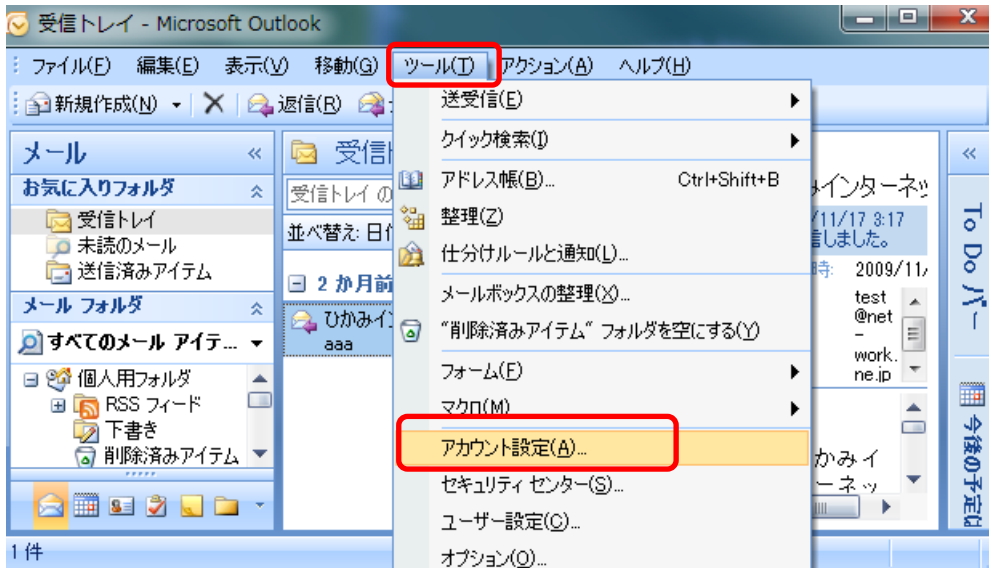 受信トレイ - Microsoft Outlook
ファイル(F) 編集(E) 表示(V) 移動(G) ツール(T) アクション(A) ヘルプ(H)
新規作成(N) 返信(R)
メール
お気に入りフォルダ
受信トレイ
未読のメール
送信済みアイテム
メール フォルダ
すべてのメール アイテ...
個人用フォルダ
RSS フィード
下書き
削除済みアイテム
1 件
受信ト
受信トレイ の
並べ替え: 日付
2 か月前
ひかみイン
aaa
送受信(E)
クイック検索(I)
アドレス帳(B)... Ctrl+Shift+B
整理(Z)
仕分けルールと通知(L)...
メールボックスの整理(X)...
"削除済みアイテム" フォルダを空にする(Y)
フォーム(F)
マクロ(M)
アカウント設定(A)...
セキュリティ センター(S)...
ユーザー設定(C)...
オプション(O)...
インターネッ
/11/17 3:17
信しました。
時: 2009/11/
test
@net
-
work.
ne.jp
かみイ
ーネッ
To Do バー
今後の予定は